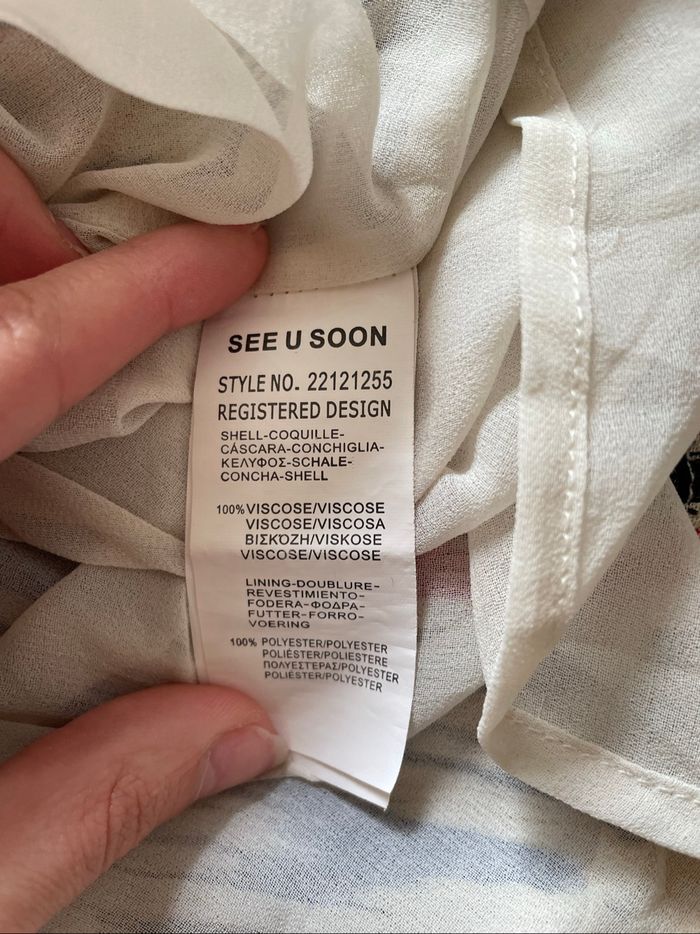 SEE U SOON
STYLE NO. 22121255
REGISTERED DESIGN
SHELL-COQUILLE-
CÁSCARA-CONCHIGLIA-
ΚΕΛΥΦΟΣ-SCHALE-
CONCHA-SHELL
100% VISCOSE/VISCOSE
VISCOSE/VISCOSA
ΒΙΣΚΌΖΗ/VISKOSE
VISCOSE/VISCOSE
LINING-DOUBLURE-
REVESTIMIENTO-
FODERA-ΦΟΔΡΑ-
FUTTER-FORRO-
VOERING
100% POLYESTER/POLYESTER
POLIÉSTER/POLIESTERE
ΠΟΛΥΕΣΤΕΡΑΣ/POLYESTER
POLIÉSTER/POLYESTER